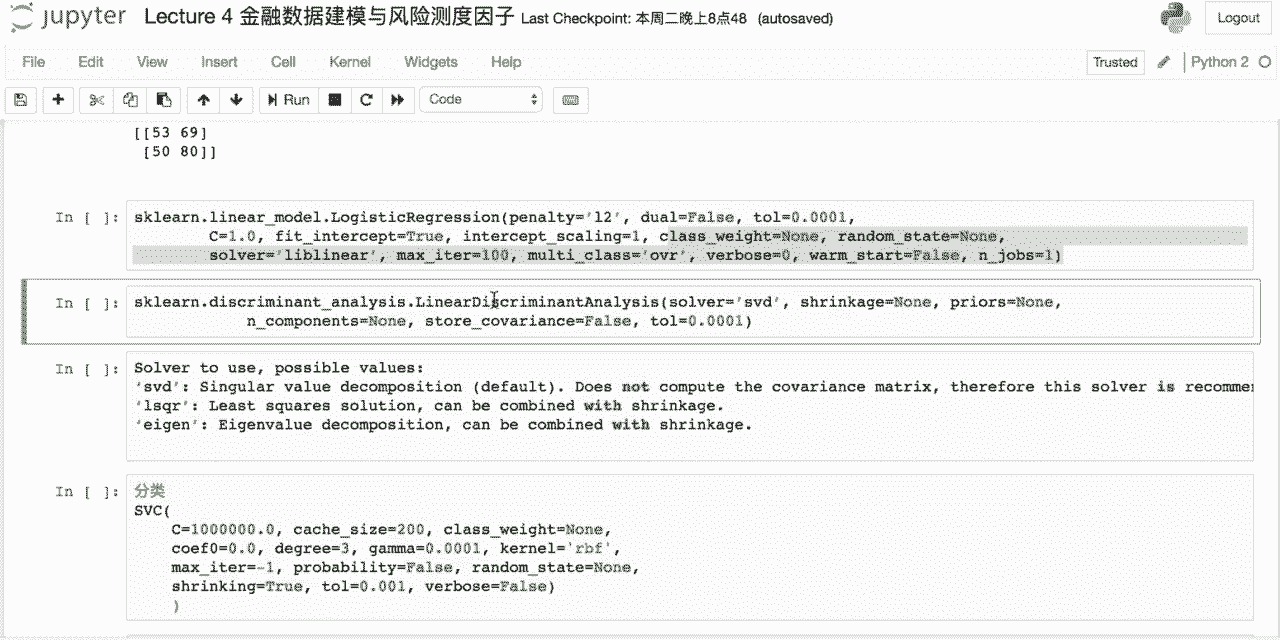 jupyter Lecture 4 金融数据建模与风险测度因子 Last Checkpoint: 本周二晚上8点48 (autosaved)
Logout
File Edit View Insert Cell Kernel Widgets Help
Trusted Python 2
Run Code
[[53 69]
[50 80]]
In [ ]: sklearn.linear_model.LogisticRegression(penalty='l2', dual=False, tol=0.0001,
C=1.0, fit_intercept=True, intercept_scaling=1, class_weight=None, random_state=None,
solver='liblinear', max_iter=100, multi_class='ovr', verbose=0, warm_start=False, n_jobs=1)
In [ ]: sklearn.discriminant_analysis.LinearDiscriminantAnalysis(solver='svd', shrinkage=None, priors=None,
n_components=None, store_covariance=False, tol=0.0001)
In [ ]: Solver to use, possible values:
'svd': Singular value decomposition (default). Does not compute the covariance matrix, therefore this solver is recommen
'lsqr': Least squares solution, can be combined with shrinkage.
'eigen': Eigenvalue decomposition, can be combined with shrinkage.
In [ ]: 分类
SVC(
C=1000000.0, cache_size=200, class_weight=None,
coef0=0.0, degree=3, gamma=0.0001, kernel='rbf',
max_iter=-1, probability=False, random_state=None,
shrinking=True, tol=0.001, verbose=False)
)